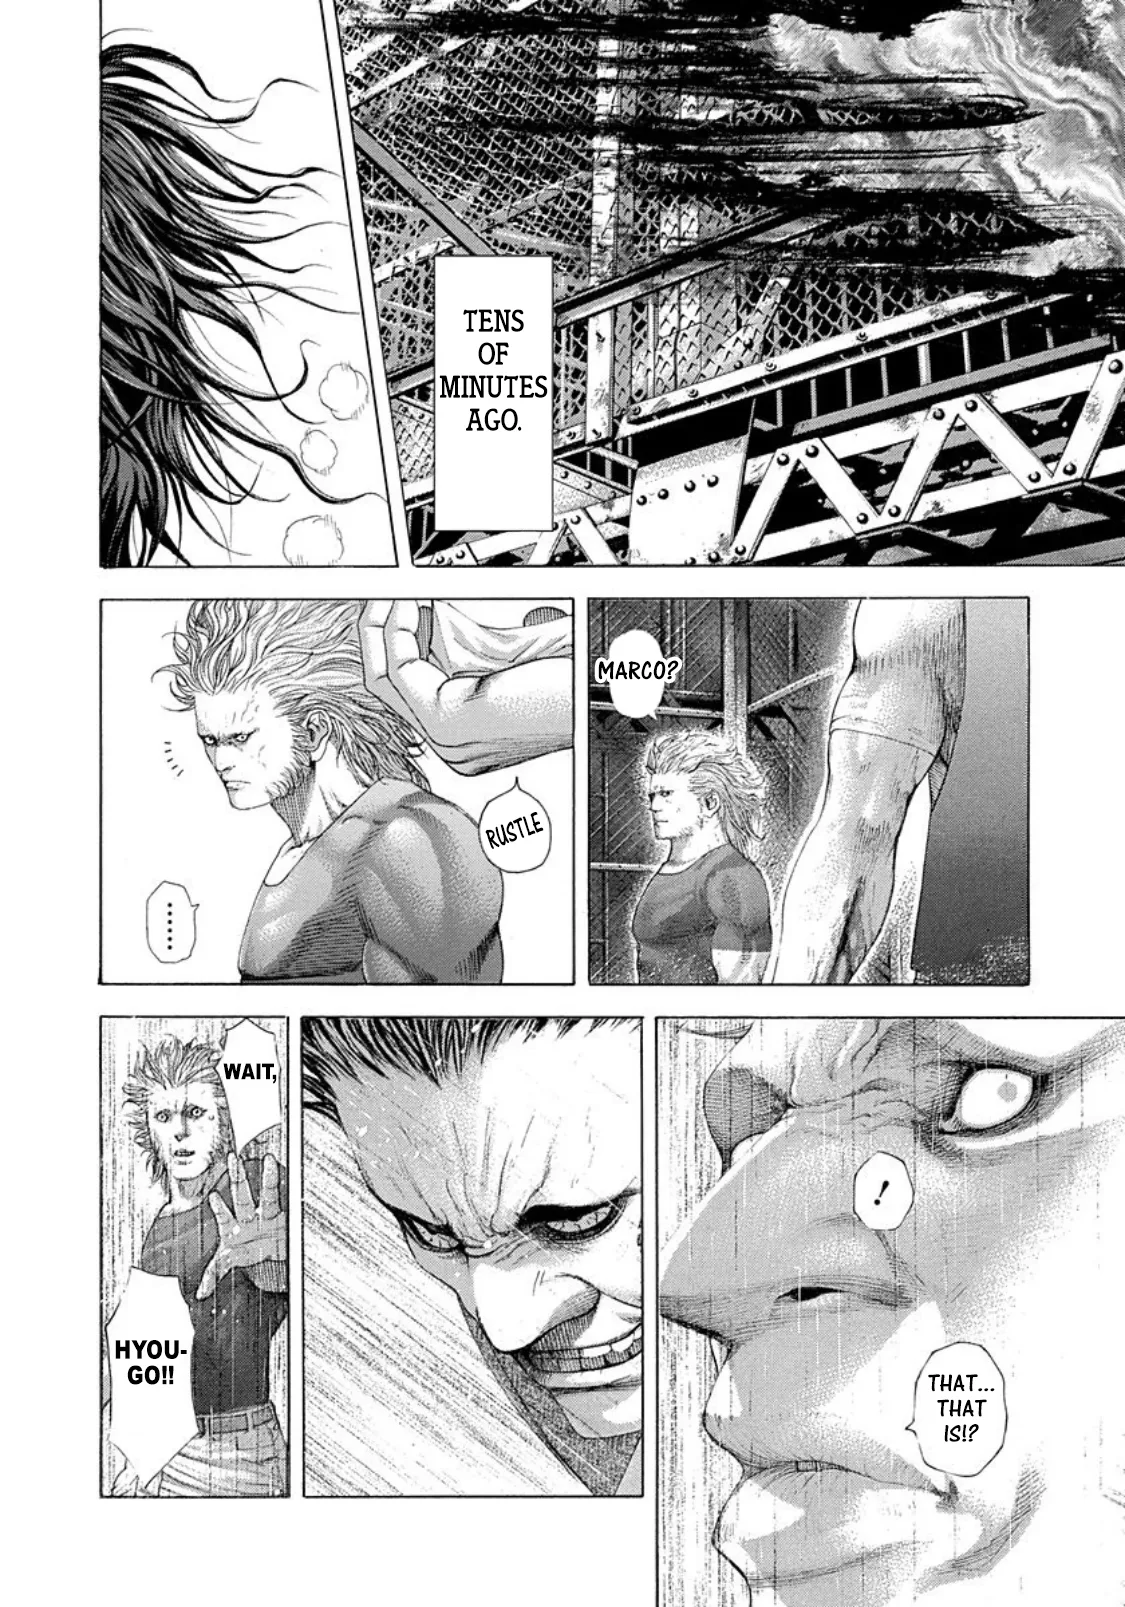 TENS
OF
MINUTES
AGO.
MARCO?
RUSTLE
......
!
THAT...
THAT
IS!?
WAIT,
HYOU-
GO!!